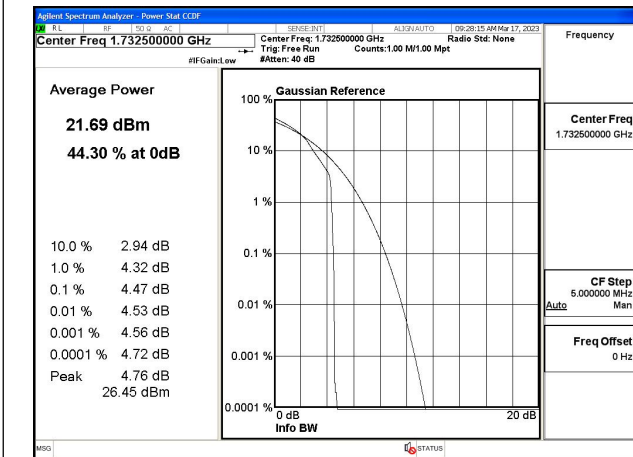 Agilent Spectrum Analyzer - Power Stat CCDF
RL RF 50 Ω AC SENSE:INT ALIGNAUTO 09:28:15 AM Mar 17, 2023
Center Freq 1.732500000 GHz
Center Freq: 1.732500000 GHz Radio Std: None
Trig: Free Run Counts:1.00 M/1.00 Mpt
#IFGain:Low #Atten: 40 dB
Frequency
Average Power
21.69 dBm
44.30 % at 0dB
10.0 % 2.94 dB
1.0 % 4.32 dB
0.1 % 4.47 dB
0.01 % 4.53 dB
0.001 % 4.56 dB
0.0001 % 4.72 dB
Peak 4.76 dB
26.45 dBm
Gaussian Reference
100 %
10 %
1 %
0.1 %
0.01 %
0.001 %
0.0001 %
0 dB 20 dB
Info BW
Center Freq
1.732500000 GHz
CF Step
5.000000 MHz
Auto Man
Freq Offset
0 Hz
MSG STATUS